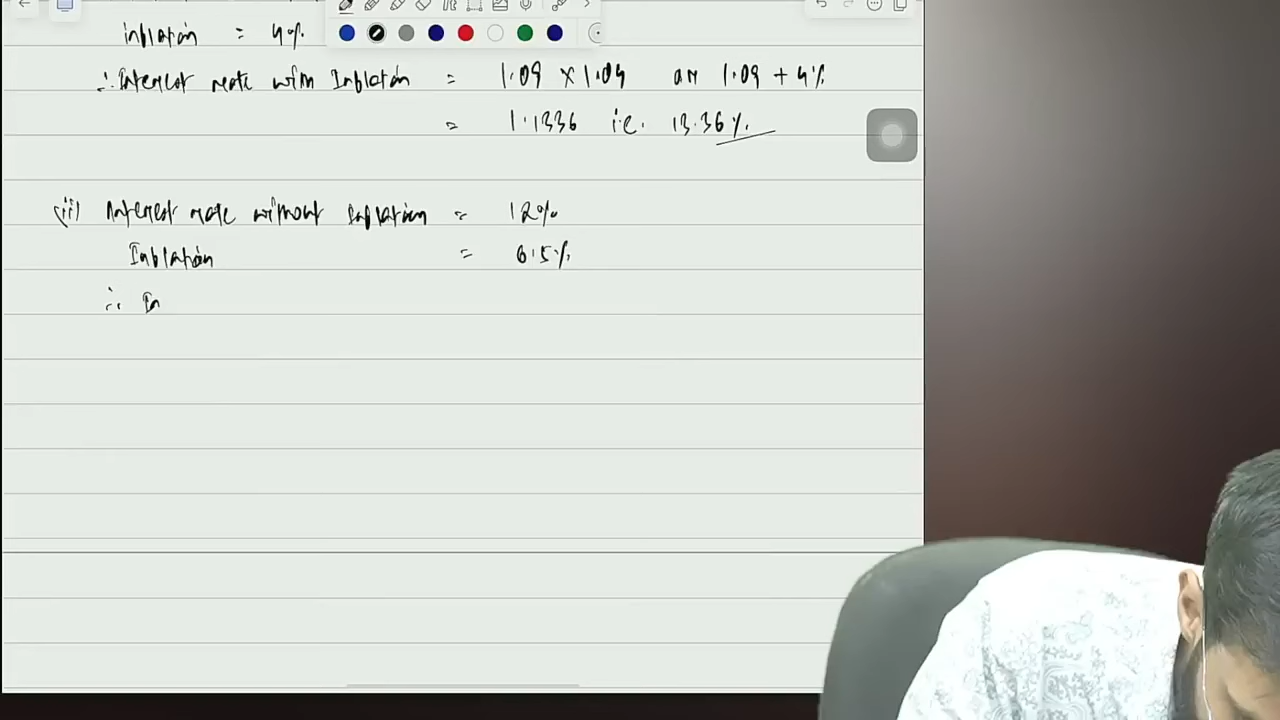 inflation = 4%
∴ Interest rate with Inflation = 1.09 × 1.04 or 1.09 + 4%
= 1.1336 i.e. 13.36%.
(ii) Interest rate without Inflation = 12%
Inflation = 6.5%
∴ In